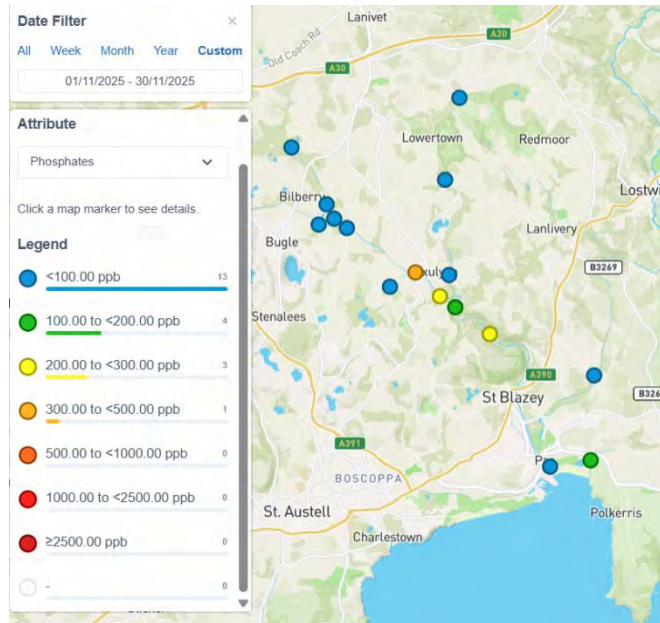 Date Filter ×
All Week Month Year Custom
01/11/2025 - 30/11/2025
Attribute
Phosphates
Click a map marker to see details.
Legend
<100.00 ppb 13
100.00 to <200.00 ppb 4
200.00 to <300.00 ppb 3
300.00 to <500.00 ppb 1
500.00 to <1000.00 ppb 0
1000.00 to <2500.00 ppb 0
≥2500.00 ppb 0
- 0
Lanivet
Old Coach Rd
A30
A30
Lowertown
Redmoor
Bilberry
Lostwi
Lanlivery
Bugle
B3269
xuly
Stenalees
A390
St Blazey
B326
A391
P
BOSCOPPA
St. Austell
Polkerris
Charlestown